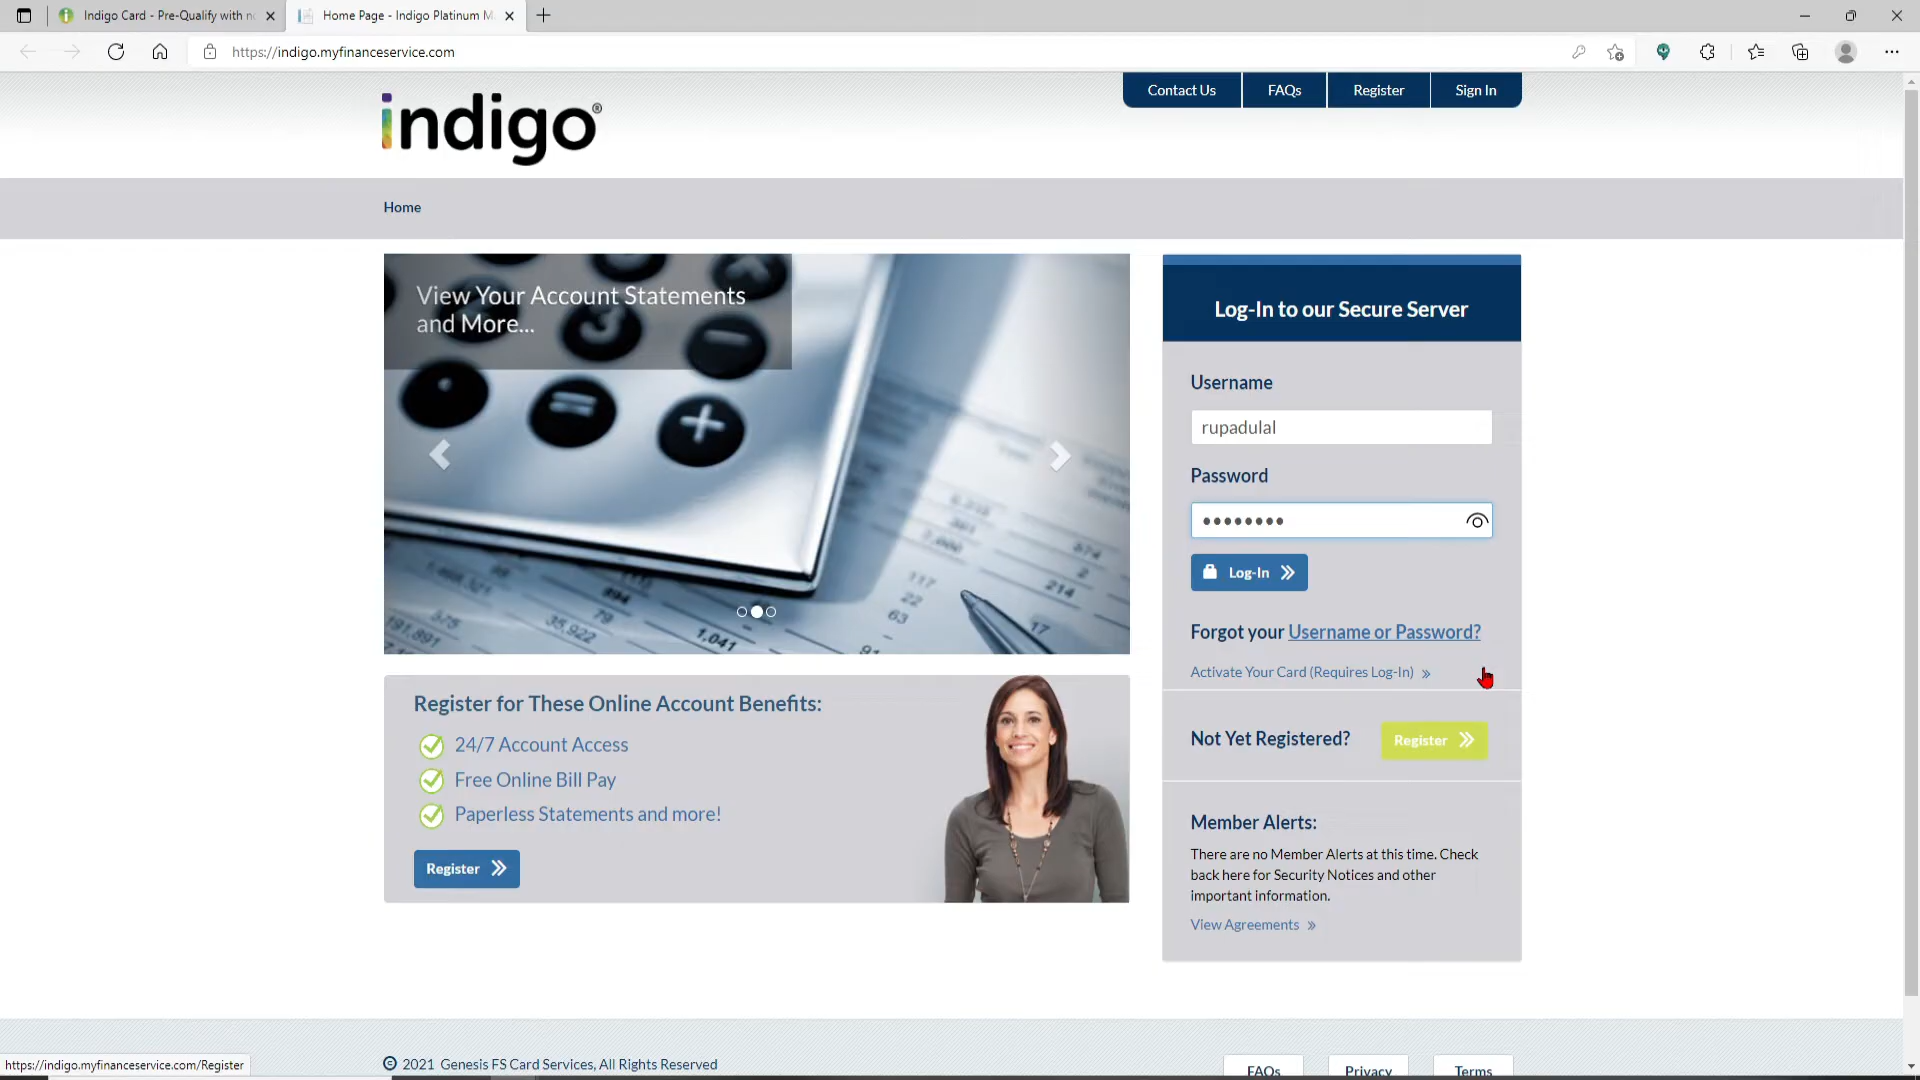 Indigo Card - Pre-Qualify with n
Home Page - Indigo Platinum M
https://indigo.myfinanceservice.com
Contact Us
FAQs
Register
Sign In
indigo®
Home
View Your Account Statements
and More...
Log-In to our Secure Server
Username
rupadulal
Password
••••••••
Log-In
Forgot your Username or Password?
Activate Your Card (Requires Log-In) »
Not Yet Registered?
Register
Register for These Online Account Benefits:
24/7 Account Access
Free Online Bill Pay
Paperless Statements and more!
Register
Member Alerts:
There are no Member Alerts at this time. Check
back here for Security Notices and other
important information.
View Agreements »
© 2021 Genesis FS Card Services, All Rights Reserved
FAQs
Privacy
Terms
https://indigo.myfinanceservice.com/Register